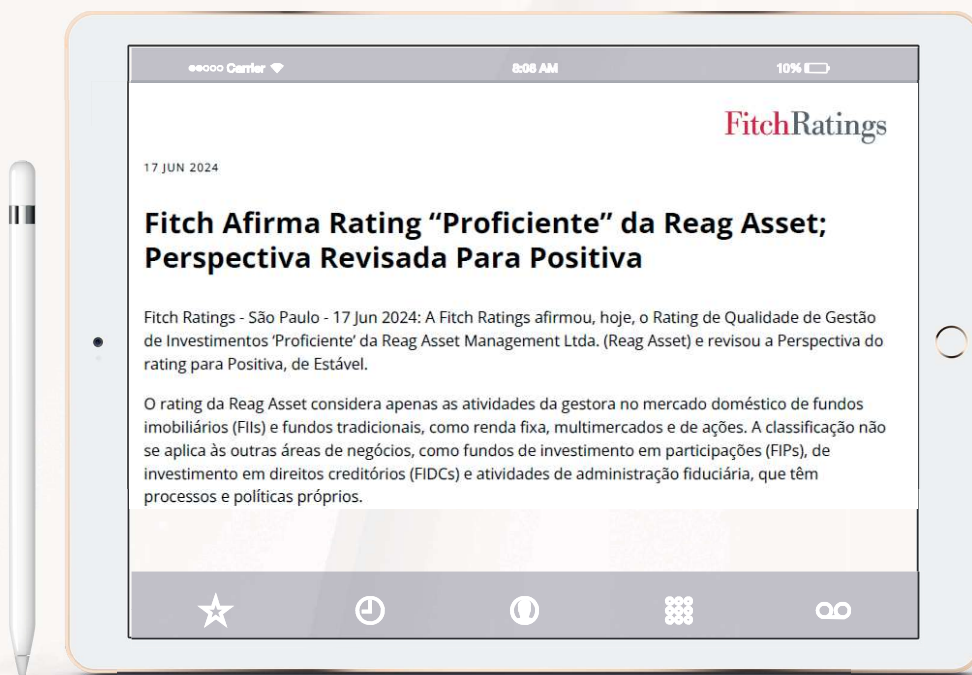 Carrier
8:08 AM
10%
FitchRatings
17 JUN 2024
Fitch Afirma Rating “Proficiente” da Reag Asset;
Perspectiva Revisada Para Positiva
Fitch Ratings - São Paulo - 17 Jun 2024: A Fitch Ratings afirmou, hoje, o Rating de Qualidade de Gestão
de Investimentos ‘Proficiente’ da Reag Asset Management Ltda. (Reag Asset) e revisou a Perspectiva do
rating para Positiva, de Estável.
O rating da Reag Asset considera apenas as atividades da gestora no mercado doméstico de fundos
imobiliários (FIIs) e fundos tradicionais, como renda fixa, multimercados e de ações. A classificação não
se aplica às outras áreas de negócios, como fundos de investimento em participações (FIPs), de
investimento em direitos creditórios (FIDCs) e atividades de administração fiduciária, que têm
processos e políticas próprios.